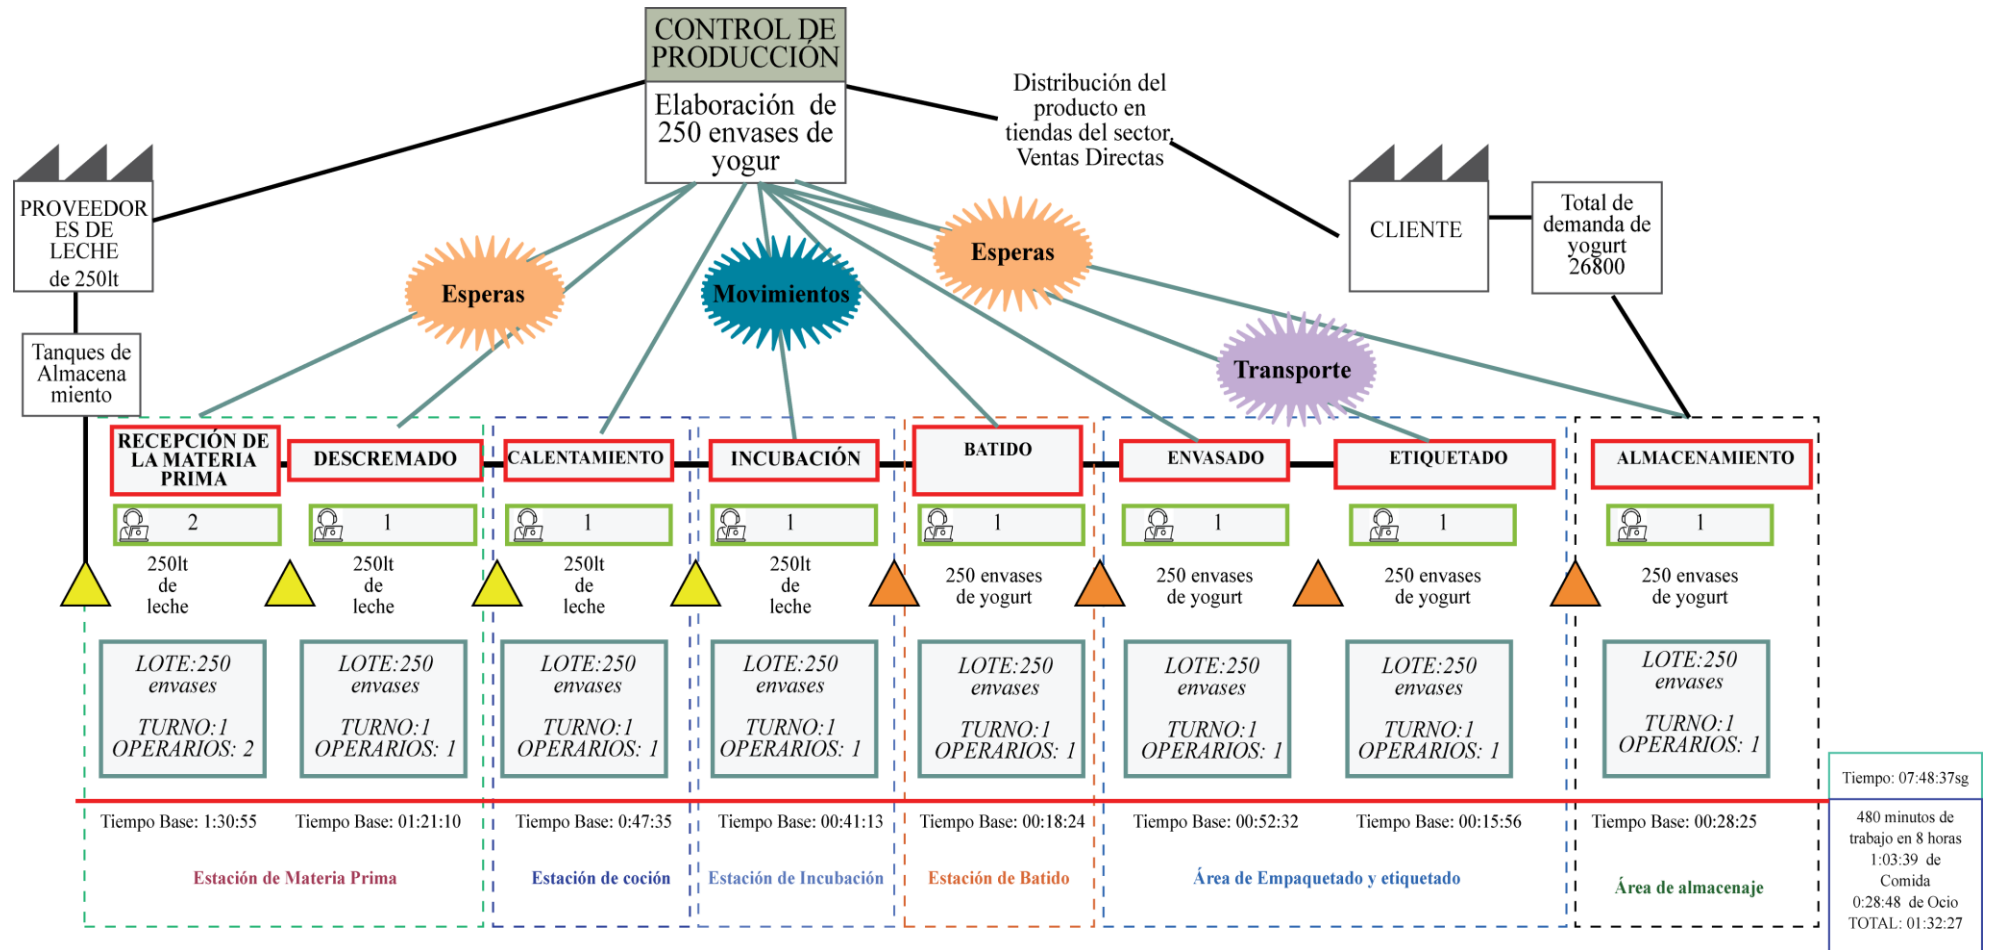 CONTROL DE
PRODUCCIÓN
Elaboración de
250 envases de
yogur
Distribución del
producto en
tiendas del sector,
Ventas Directas
PROVEEDOR
ES DE
LECHE
de 250lt
CLIENTE
Total de
demanda de
yogurt
26800
Esperas
Movimientos
Esperas
Transporte
Tanques de
Almacena
miento
RECEPCIÓN DE
LA MATERIA
PRIMA
DESCREMADO
CALENTAMIENTO
INCUBACIÓN
BATIDO
ENVASADO
ETIQUETADO
ALMACENAMIENTO
2
1
1
1
1
1
1
1
250lt
de
leche
250lt
de
leche
250lt
de
leche
250lt
de
leche
250 envases
de yogurt
250 envases
de yogurt
250 envases
de yogurt
250 envases
de yogurt
LOTE:250
envases
TURNO:1
OPERARIOS: 2
LOTE:250
envases
TURNO:1
OPERARIOS: 1
LOTE:250
envases
TURNO:1
OPERARIOS: 1
LOTE:250
envases
TURNO:1
OPERARIOS: 1
LOTE:250
envases
TURNO:1
OPERARIOS: 1
LOTE:250
envases
TURNO:1
OPERARIOS: 1
LOTE:250
envases
TURNO:1
OPERARIOS: 1
LOTE:250
envases
TURNO:1
OPERARIOS: 1
Tiempo: 07:48:37sg
Tiempo Base: 1:30:55
Tiempo Base: 01:21:10
Tiempo Base: 0:47:35
Tiempo Base: 00:41:13
Tiempo Base: 00:18:24
Tiempo Base: 00:52:32
Tiempo Base: 00:15:56
Tiempo Base: 00:28:25
480 minutos de
trabajo en 8 horas
1:03:39 de
Comida
0:28:48 de Ocio
TOTAL: 01:32:27
Estación de Materia Prima
Estación de coción
Estación de Incubación
Estación de Batido
Área de Empaquetado y etiquetado
Área de almacenaje